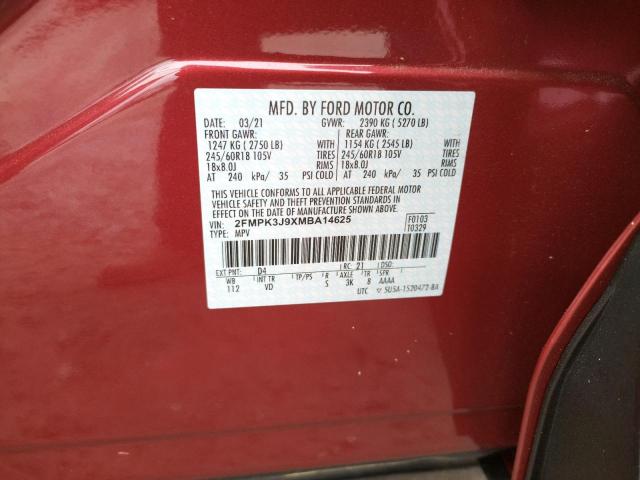 MFD. BY FORD MOTOR CO.
DATE: 03/21 GVWR: 2390 KG ( 5270 LB)
FRONT GAWR: REAR GAWR:
1247 KG ( 2750 LB) WITH 1154 KG ( 2545 LB) WITH
245/60R18 105V TIRES 245/60R18 105V TIRES
18x8.0J RIMS 18x8.0J RIMS
AT 240 kPa/ 35 PSI COLD AT 240 kPa/ 35 PSI COLD
THIS VEHICLE CONFORMS TO ALL APPLICABLE FEDERAL MOTOR
VEHICLE SAFETY AND THEFT PREVENTION STANDARDS IN
EFFECT ON THE DATE OF MANUFACTURE SHOWN ABOVE.
VIN: 2FMPK3J9XMBA14625 F0103
TYPE: MPV 10329
EXT PNT: D4 RC: 21 DSO:
WB INT TR TP/PS R AXLE TR SPR
112 VD S 3K 8 AAAA
UTC ▽ 5U5A-1520472-BA